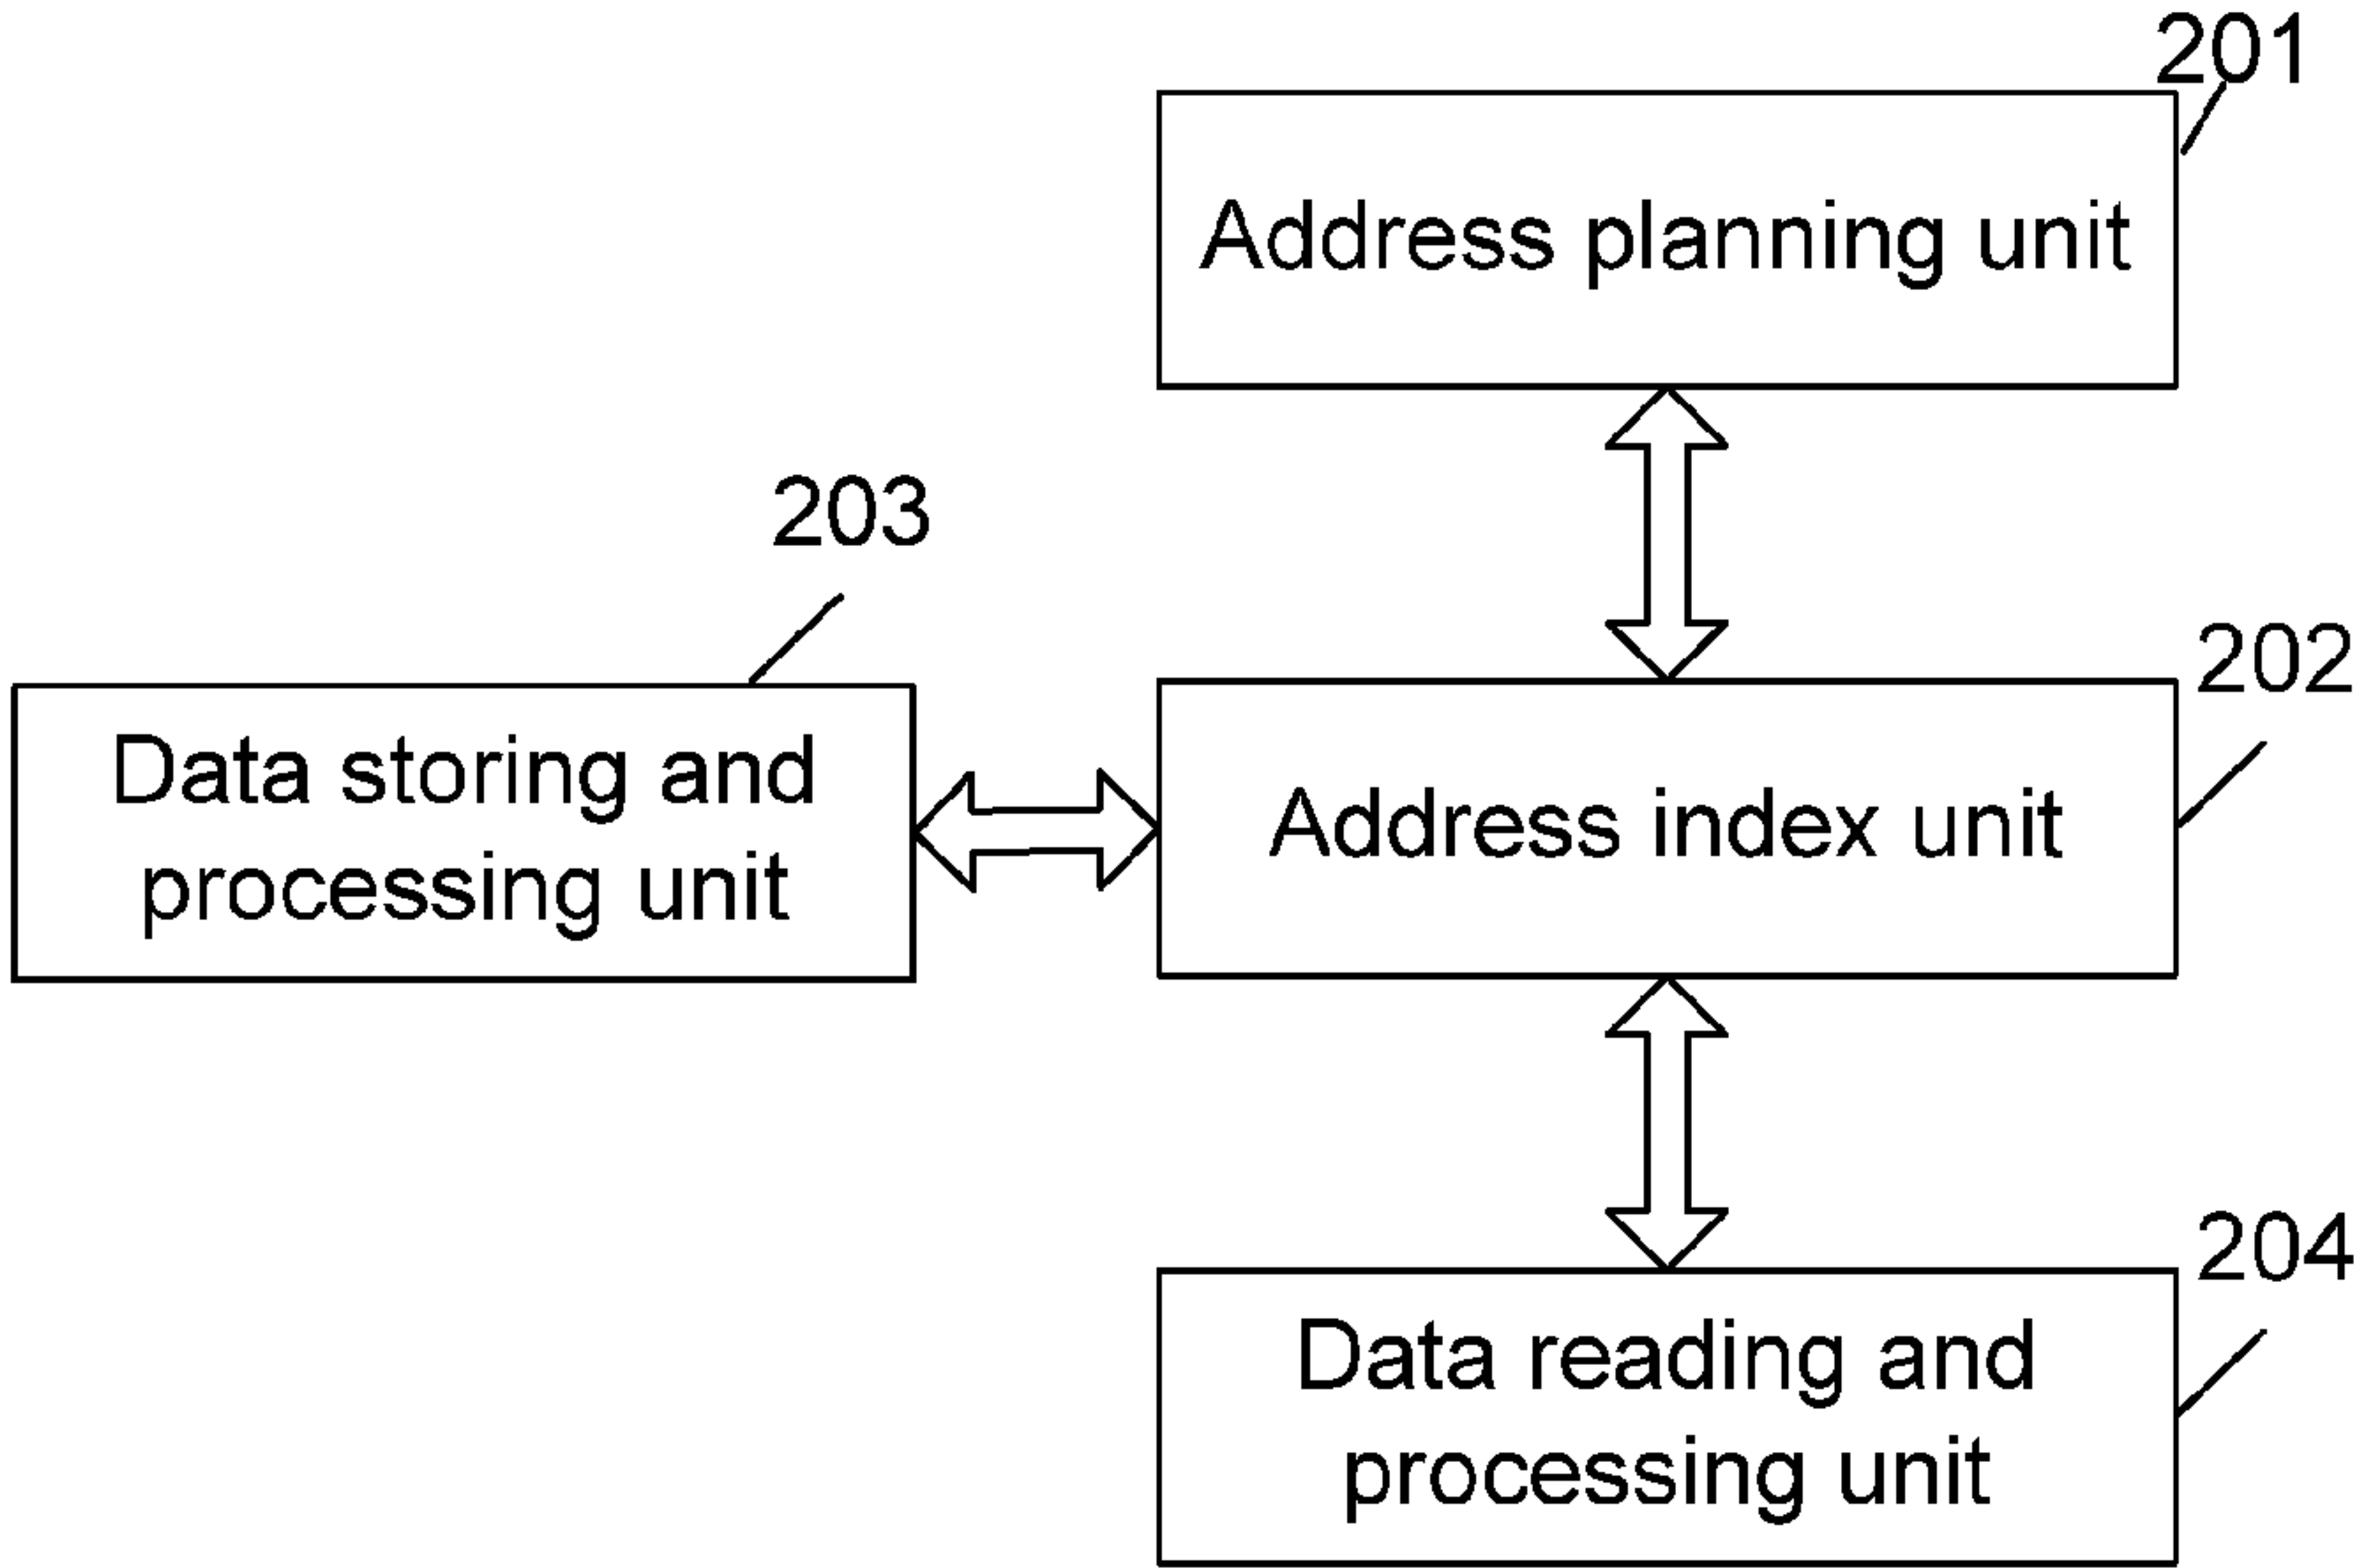 201
Address planning unit
203
202
Data storing and
processing unit
Address index unit
204
Data reading and
processing unit